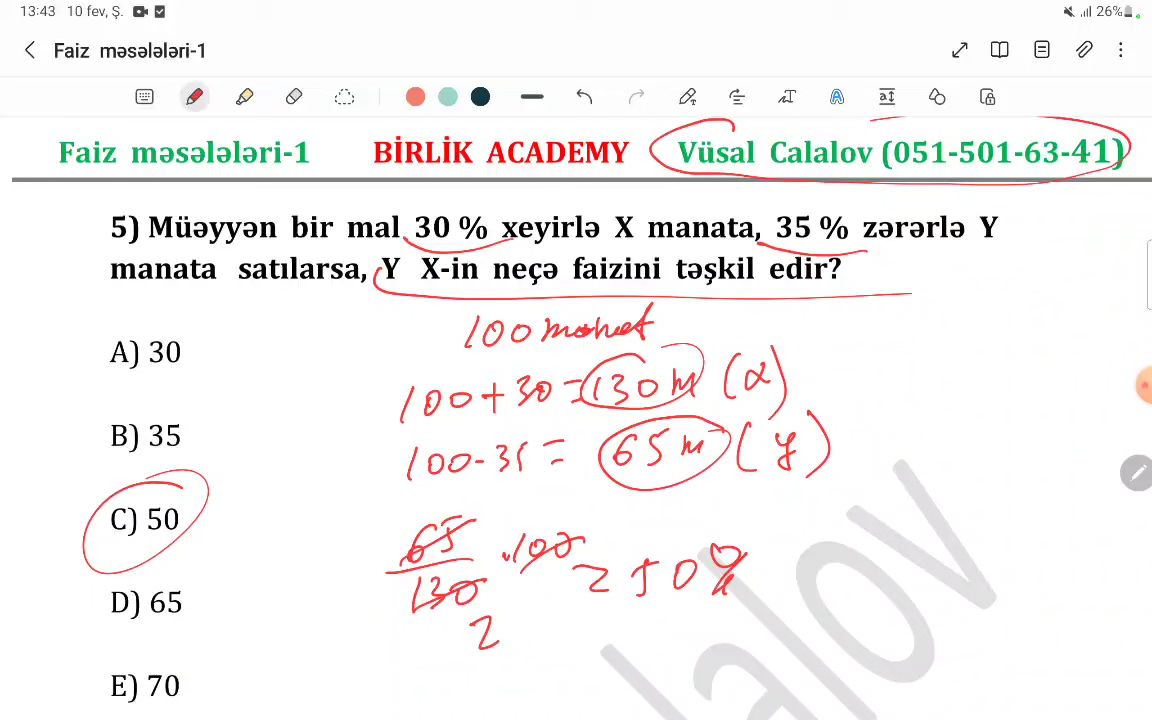 13:43 10 fev, Ş. 26%
Faiz məsələləri-1
Faiz məsələləri-1 BİRLİK ACADEMY Vüsal Calalov (051-501-63-41)
5) Müəyyən bir mal 30 % xeyirlə X manata, 35 % zərərlə Y
manata satılarsa, Y X-in neçə faizini təşkil edir?
100 manat
A) 30
100+30=130m (x)
B) 35
100-35= 65m (y)
C) 50
65/130 · 100 = 50%
2
D) 65
E) 70
alov